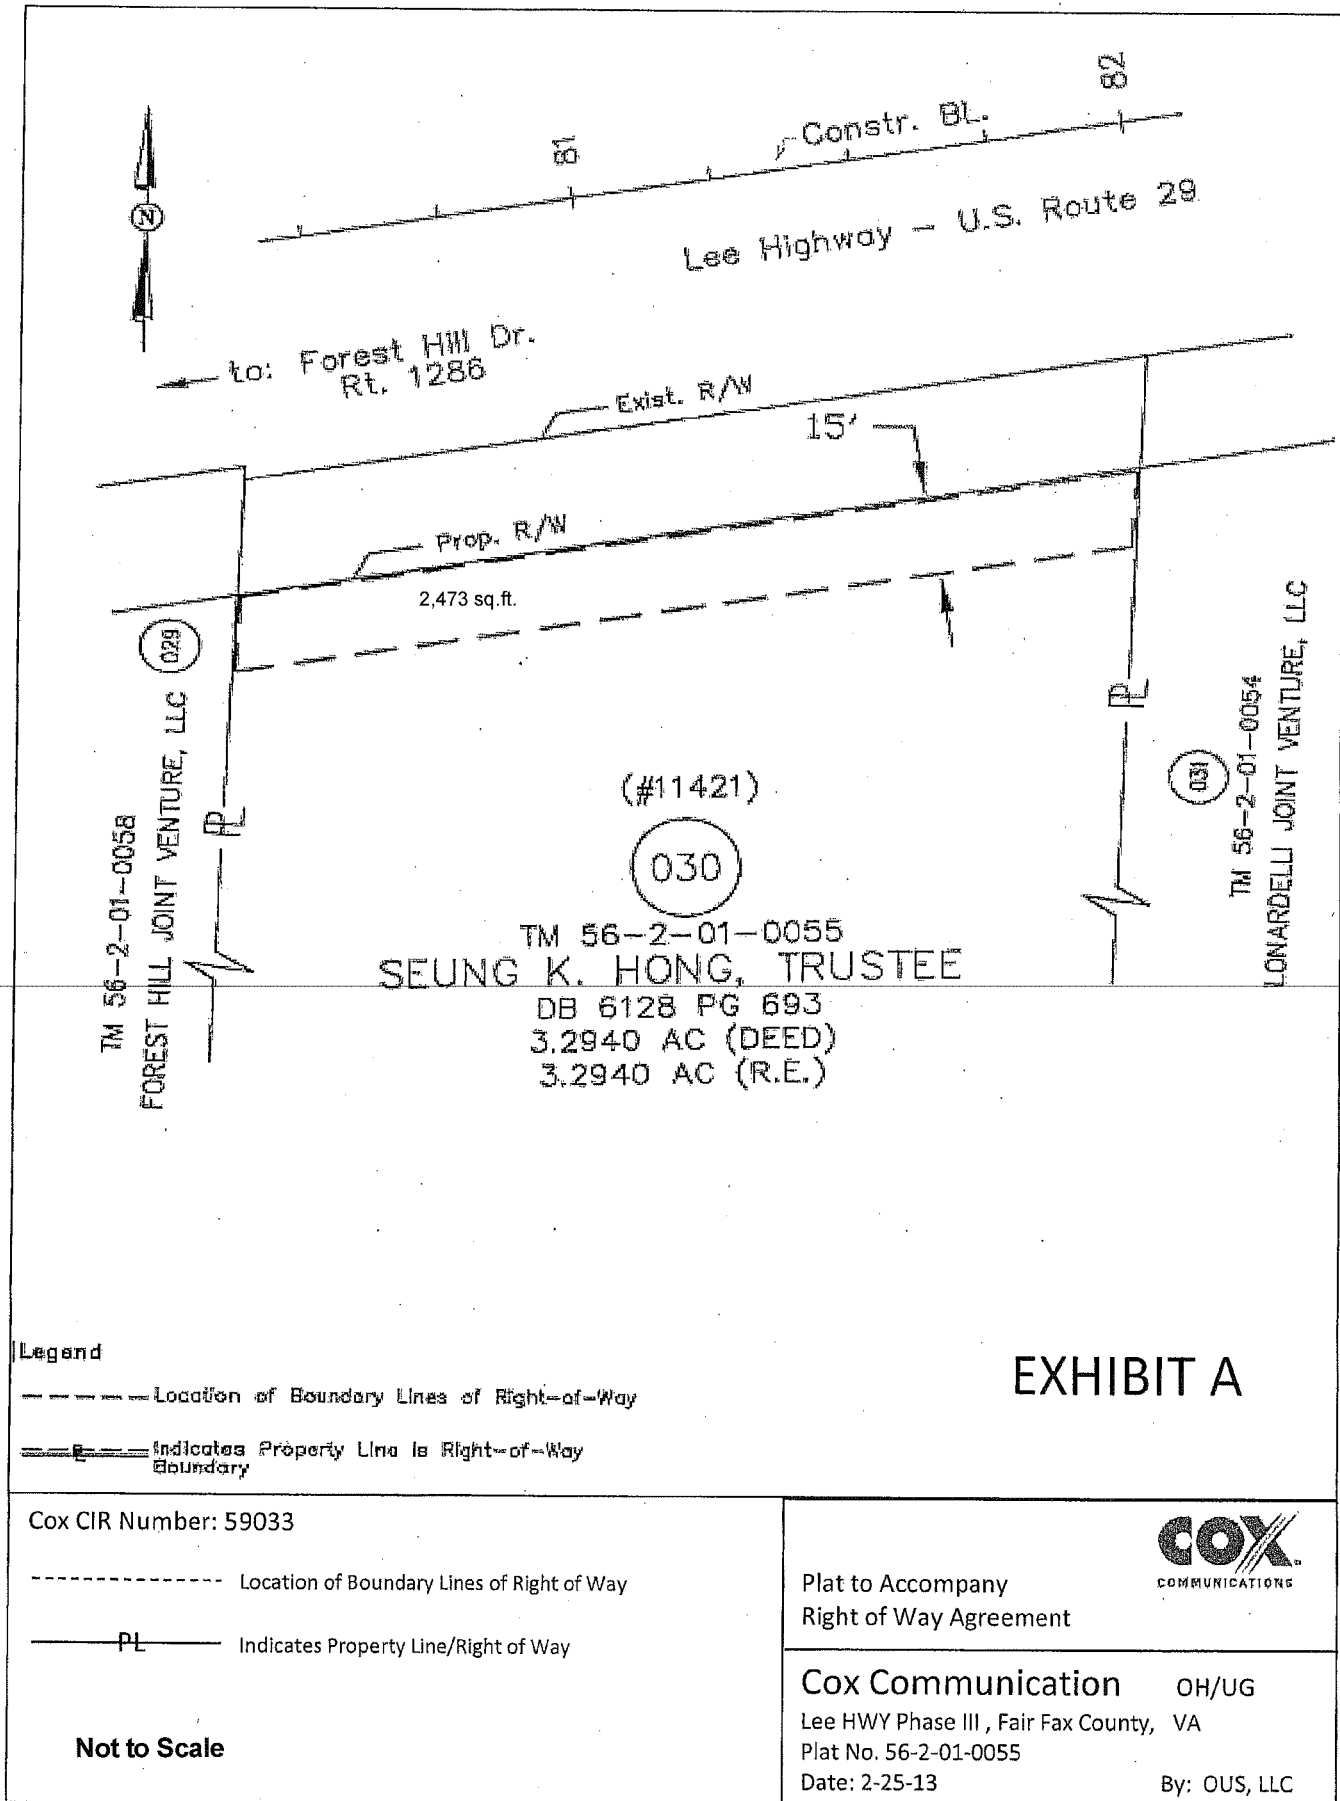 82
81
Constr. BL.
Lee Highway - U.S. Route 29
N
to: Forest Hill Dr.
Rt. 1286
Exist. R/W
15'
Prop. R/W
2,473 sq.ft.
029
TM 56-2-01-0058
FOREST HILL JOINT VENTURE, LLC
PL
PL
031
TM 56-2-01-0054
LONARDELLI JOINT VENTURE, LLC
(#11421)
030
TM 56-2-01-0055
SEUNG K. HONG, TRUSTEE
DB 6128 PG 693
3.2940 AC (DEED)
3.2940 AC (R.E.)
Legend
Location of Boundary Lines of Right-of-Way
Indicates Property Line is Right-of-Way
Boundary
EXHIBIT A
Cox CIR Number: 59033
Location of Boundary Lines of Right of Way
PL
Indicates Property Line/Right of Way
Not to Scale
Plat to Accompany
Right of Way Agreement
COX
COMMUNICATIONS
Cox Communication OH/UG
Lee HWY Phase III , Fair Fax County, VA
Plat No. 56-2-01-0055
Date: 2-25-13 By: OUS, LLC